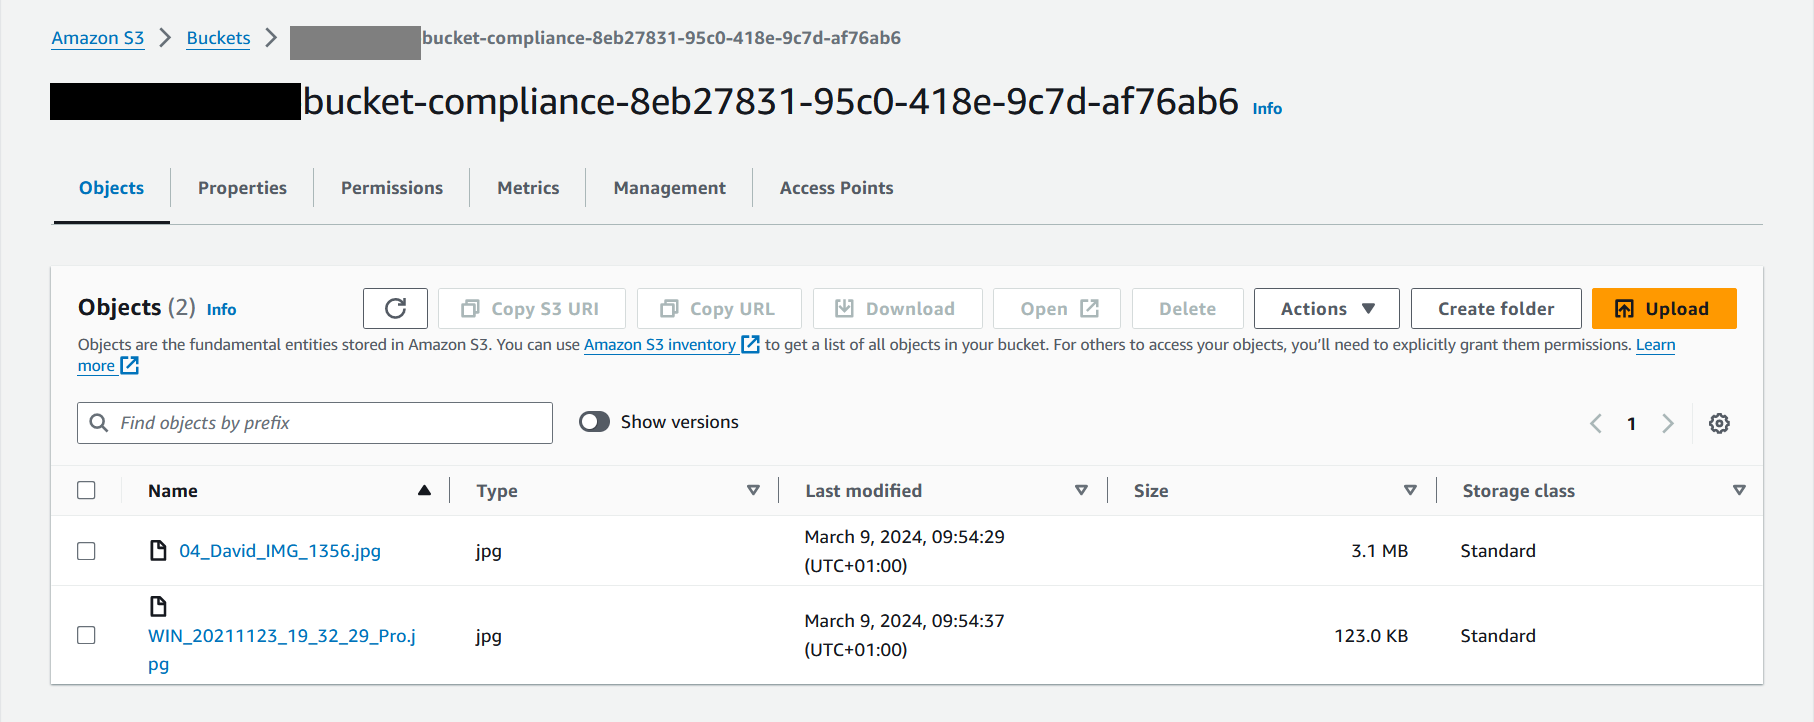 Amazon S3 > Buckets > bucket-compliance-8eb27831-95c0-418e-9c7d-af76ab6
bucket-compliance-8eb27831-95c0-418e-9c7d-af76ab6 Info
Objects Properties Permissions Metrics Management Access Points
Objects (2) Info Copy S3 URI Copy URL Download Open Delete Actions Create folder Upload
Objects are the fundamental entities stored in Amazon S3. You can use Amazon S3 inventory to get a list of all objects in your bucket. For others to access your objects, you'll need to explicitly grant them permissions. Learn
more
Find objects by prefix Show versions 1
Name Type Last modified Size Storage class
04_David_IMG_1356.jpg jpg March 9, 2024, 09:54:29 3.1 MB Standard
(UTC+01:00)
WIN_20211123_19_32_29_Pro.j jpg March 9, 2024, 09:54:37 123.0 KB Standard
pg (UTC+01:00)